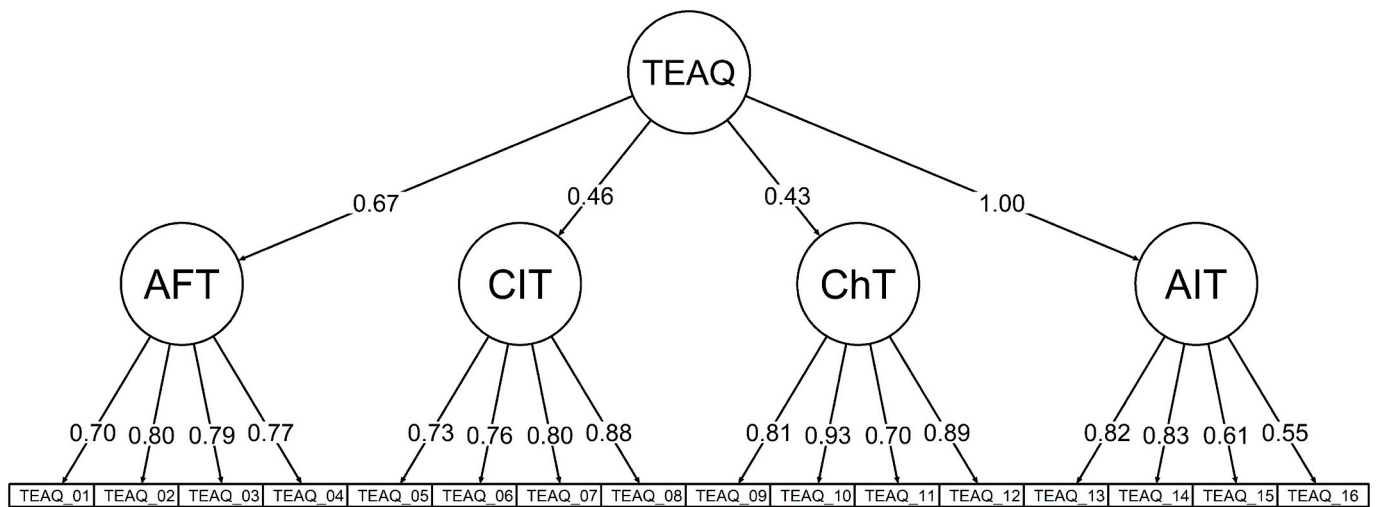 TEAQ
0.67 0.46 0.43 1.00
AFT CIT ChT AIT
0.70 0.80 0.79 0.77 0.73 0.76 0.80 0.88 0.81 0.93 0.70 0.89 0.82 0.83 0.61 0.55
TEAQ_01 TEAQ_02 TEAQ_03 TEAQ_04 TEAQ_05 TEAQ_06 TEAQ_07 TEAQ_08 TEAQ_09 TEAQ_10 TEAQ_11 TEAQ_12 TEAQ_13 TEAQ_14 TEAQ_15 TEAQ_16